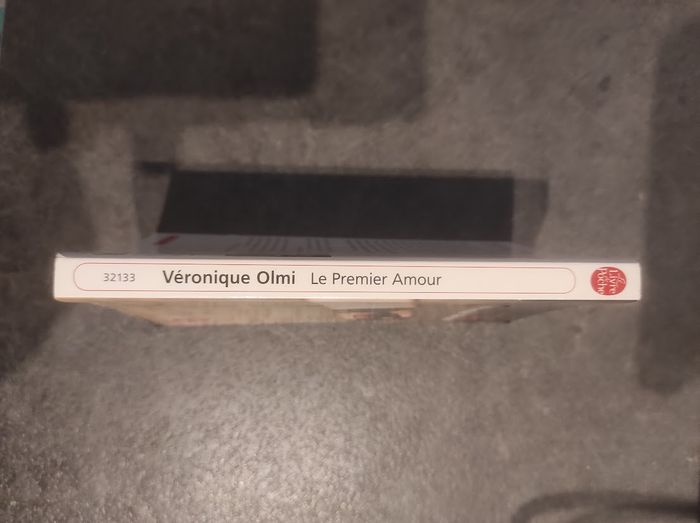 32133 Véronique Olmi Le Premier Amour
Le
Livre
de
Poche